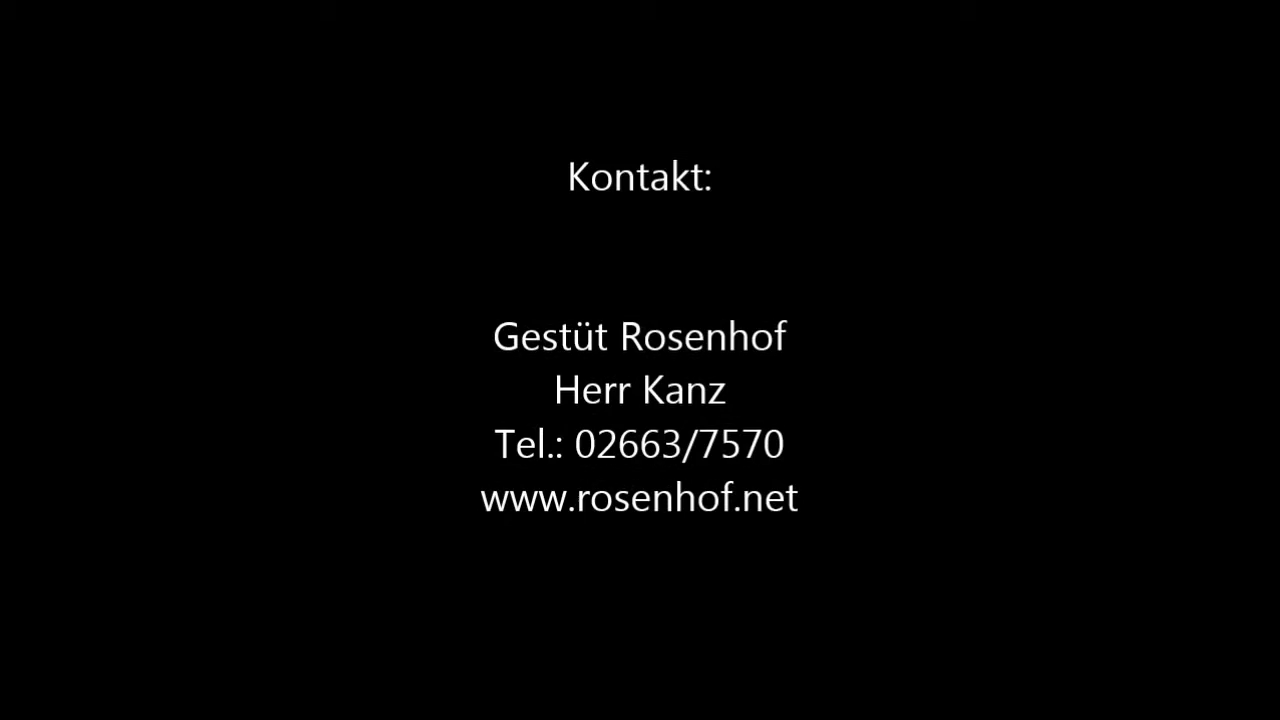 Kontakt:
Gestüt Rosenhof
Herr Kanz
Tel.: 02663/7570
www.rosenhof.net